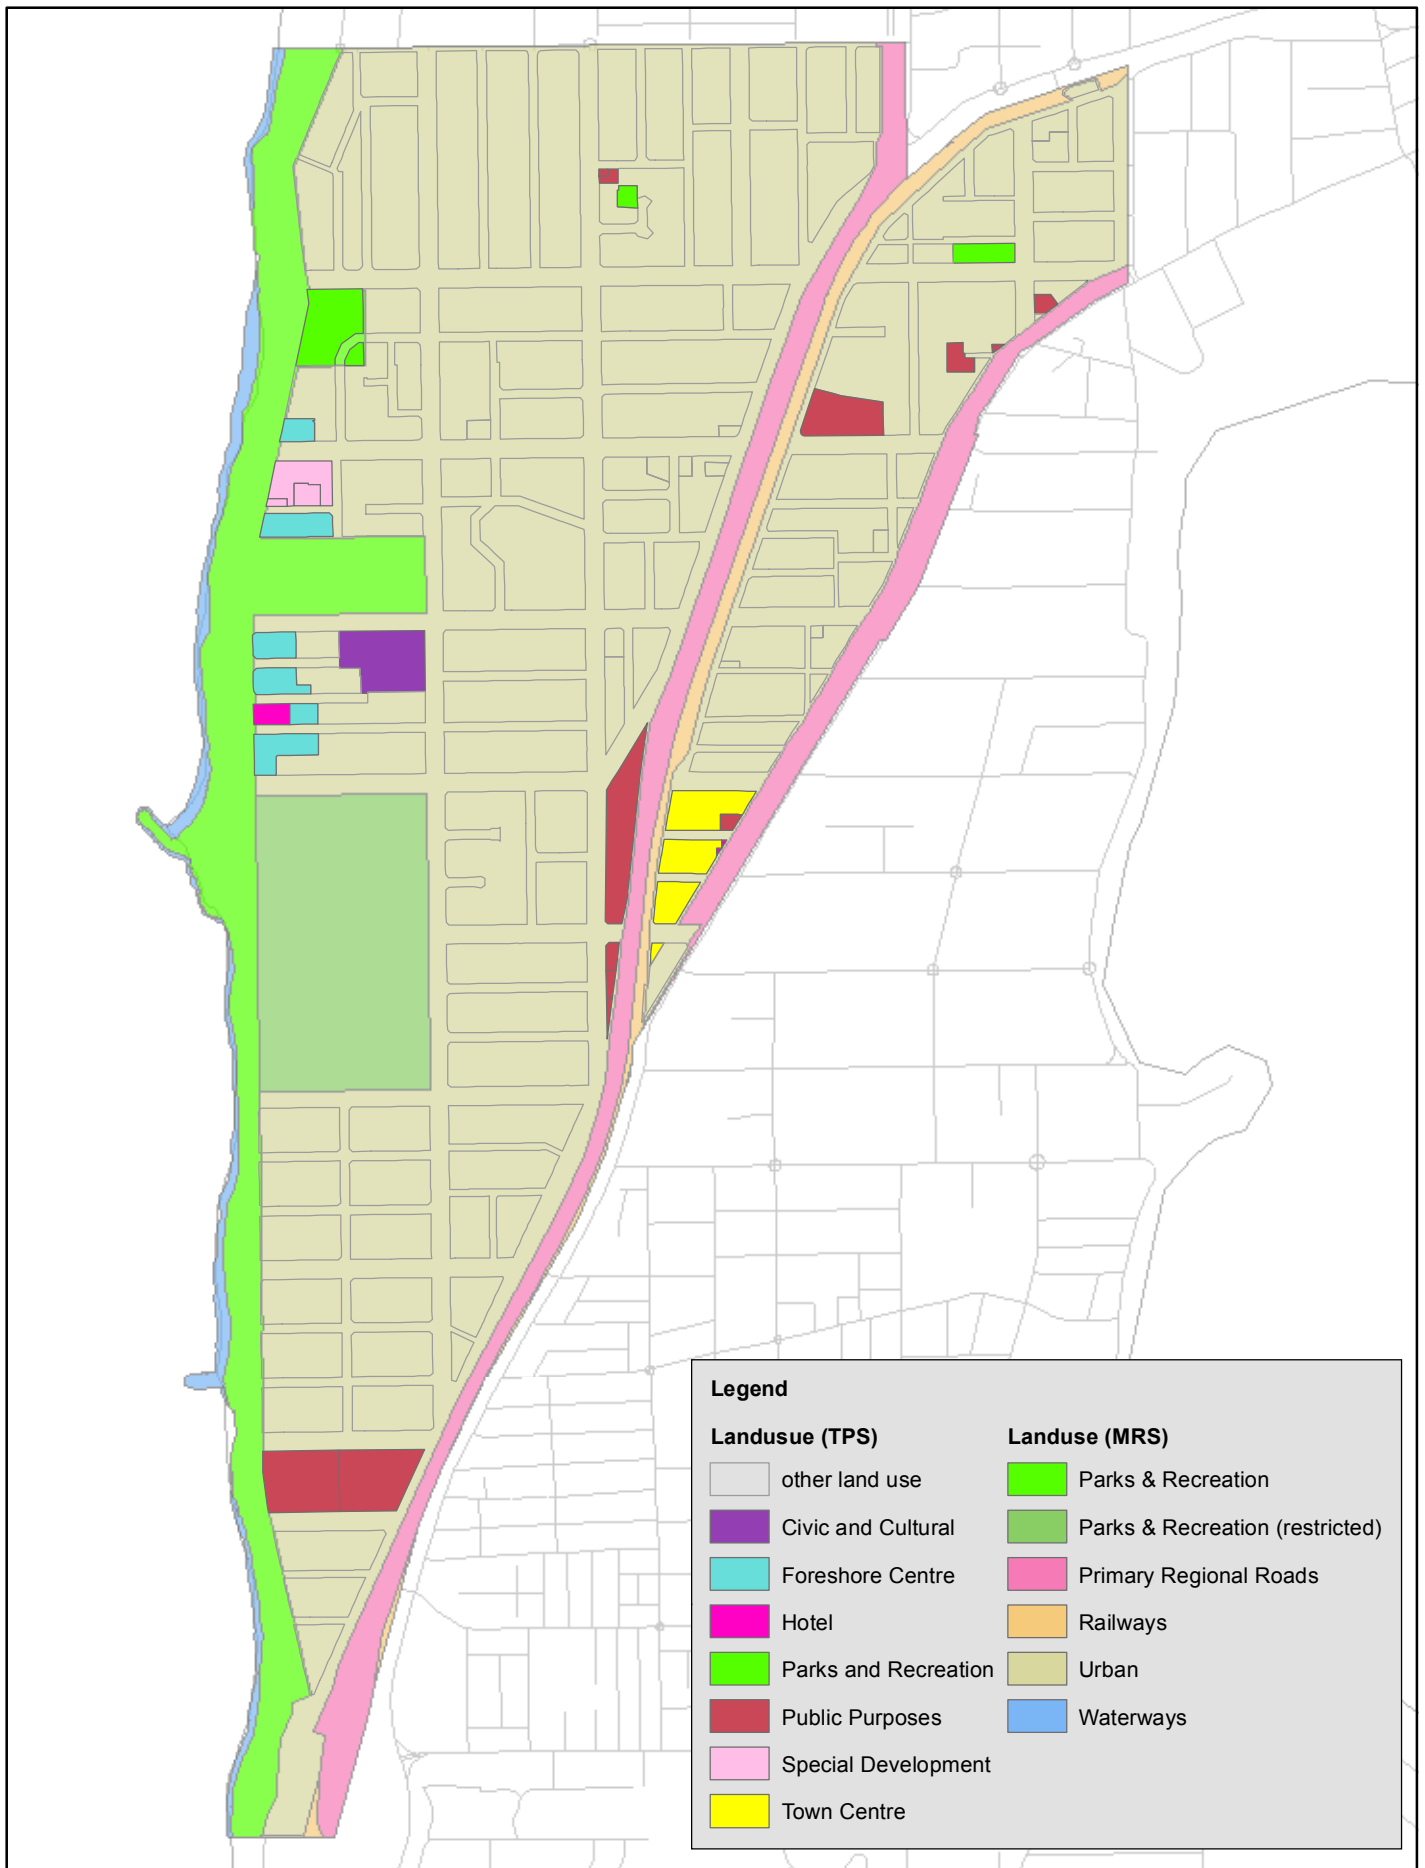 Legend
Landusue (TPS)
other land use
Civic and Cultural
Foreshore Centre
Hotel
Parks and Recreation
Public Purposes
Special Development
Town Centre
Landuse (MRS)
Parks & Recreation
Parks & Recreation (restricted)
Primary Regional Roads
Railways
Urban
Waterways